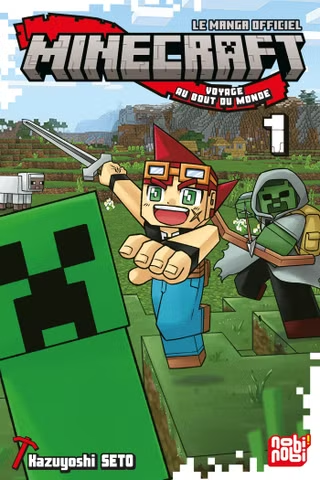 LE MANGA OFFICIEL
MINECRAFT
VOYAGE
AU BOUT DU MONDE
1
Kazuyoshi SETO
nobi!
nobi!